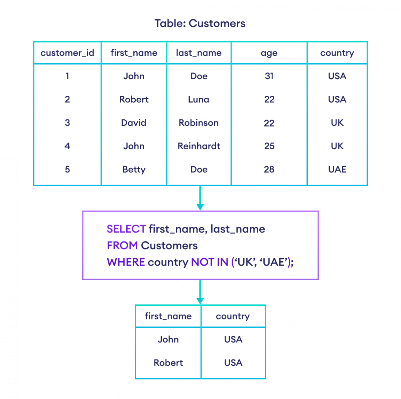 Table: Customers
customer_id first_name last_name age country
1 John Doe 31 USA
2 Robert Luna 22 USA
3 David Robinson 22 UK
4 John Reinhardt 25 UK
5 Betty Doe 28 UAE
SELECT first_name, last_name
FROM Customers
WHERE country NOT IN (‘UK’, ‘UAE’);
first_name country
John USA
Robert USA